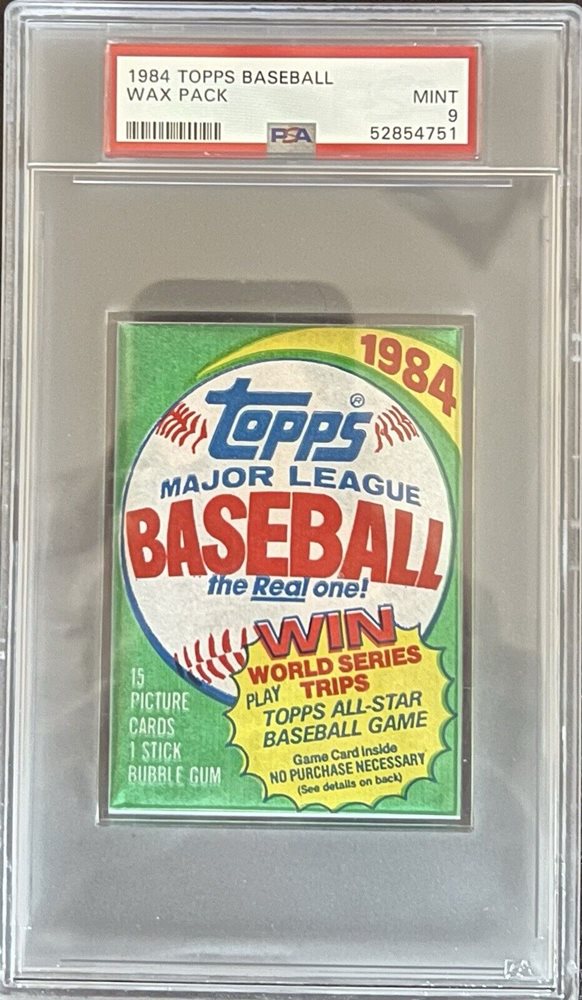 1984 TOPPS BASEBALL
WAX PACK MINT
9
PSA 52854751
1984
Topps®
MAJOR LEAGUE
BASEBALL
the Real one!
WIN
WORLD SERIES
TRIPS
PLAY TOPPS ALL-STAR
BASEBALL GAME
Game Card Inside
NO PURCHASE NECESSARY
(See details on back)
15
PICTURE
CARDS
1 STICK
BUBBLE GUM
PSA